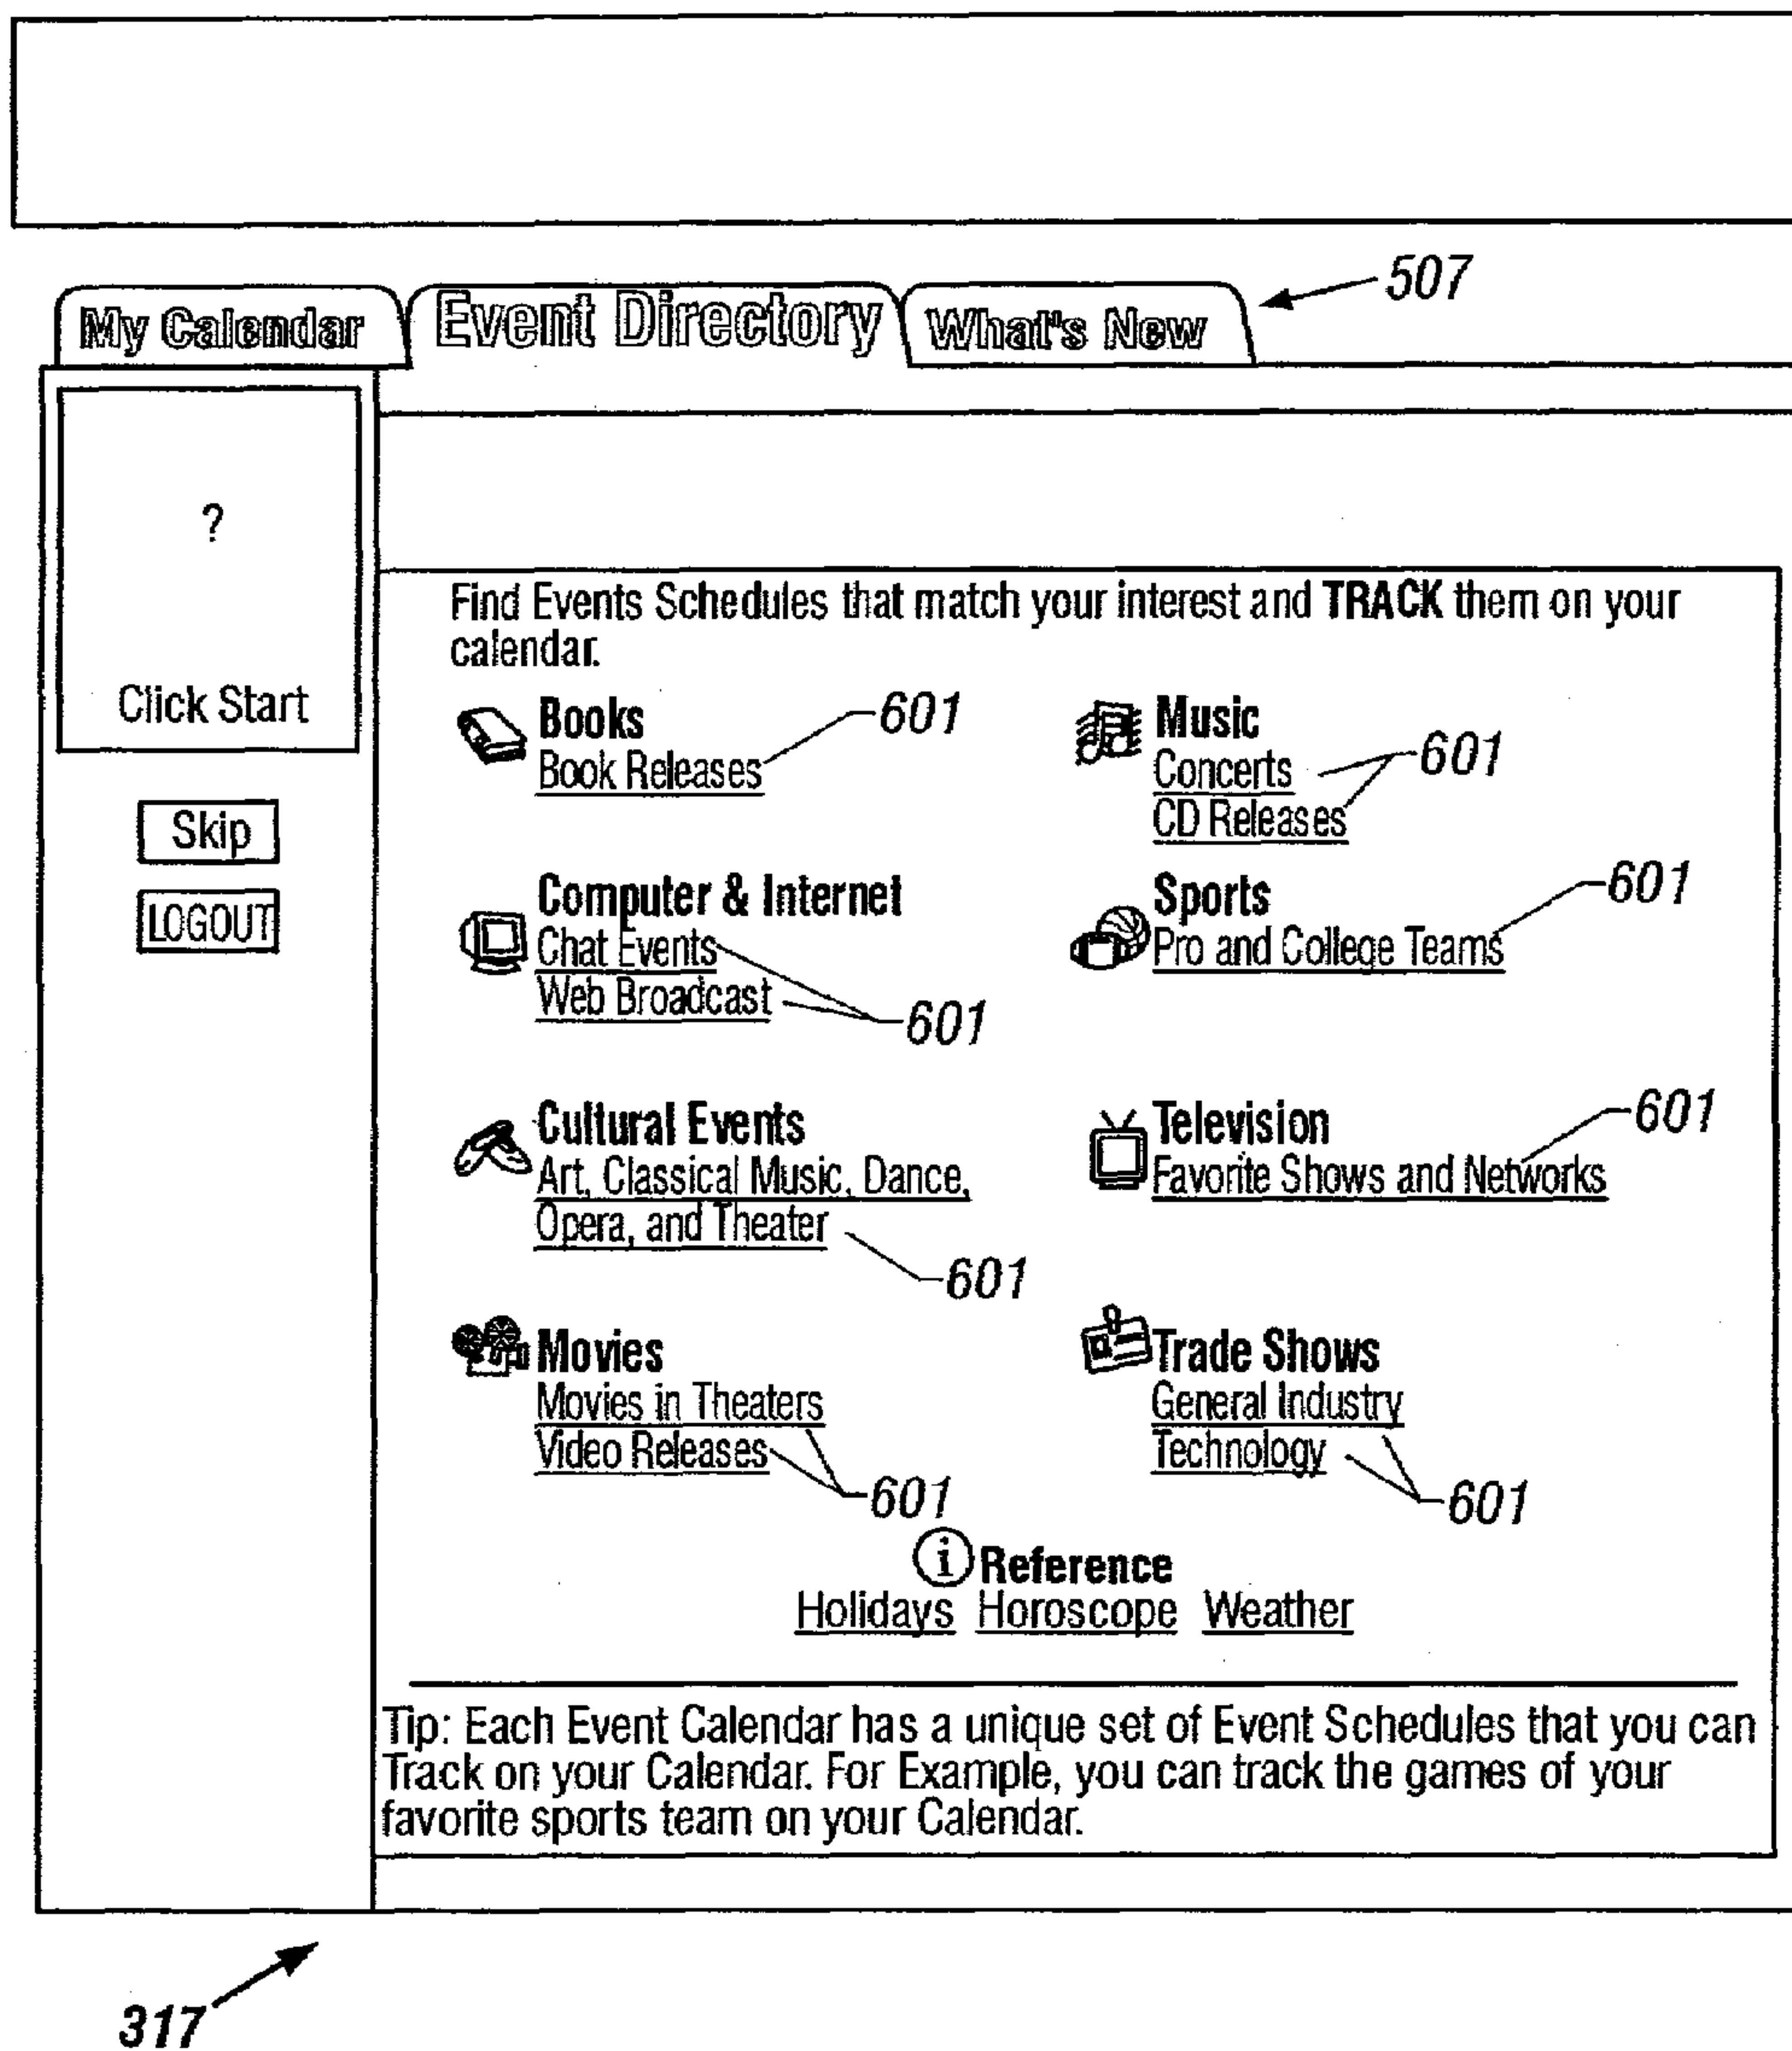 507
My Calendar Event Directory What's New
?
Click Start
Skip
LOGOUT
Find Events Schedules that match your interest and TRACK them on your
calendar.
Books 601
Book Releases
Music
Concerts 601
CD Releases
Computer & Internet
Chat Events
Web Broadcast
601
Sports 601
Pro and College Teams
Cultural Events
Art, Classical Music, Dance,
Opera, and Theater
601
Television 601
Favorite Shows and Networks
Movies
Movies in Theaters
Video Releases
601
Trade Shows
General Industry
Technology
601
i Reference
Holidays Horoscope Weather
Tip: Each Event Calendar has a unique set of Event Schedules that you can
Track on your Calendar. For Example, you can track the games of your
favorite sports team on your Calendar.
317